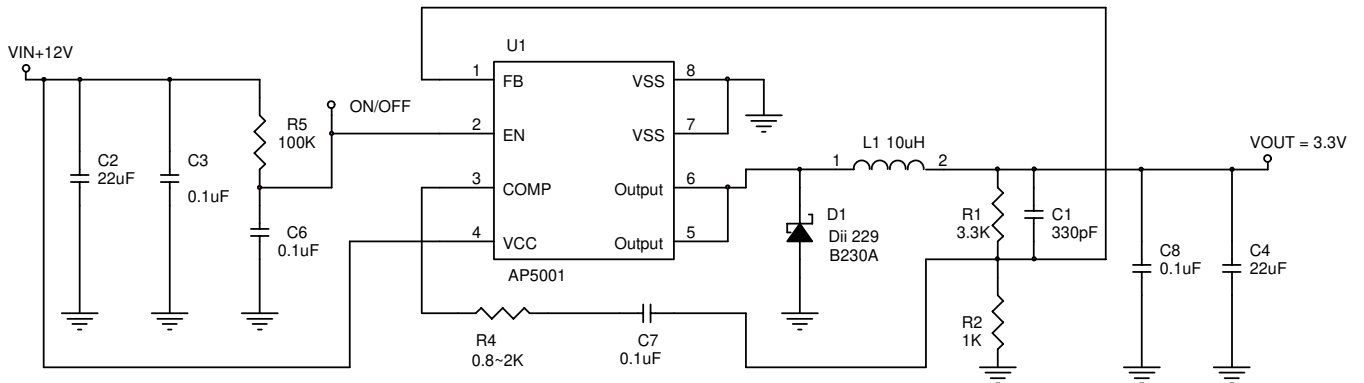 VIN+12V
C2
22uF
C3
0.1uF
R5
100K
C6
0.1uF
ON/OFF
U1
1 FB
2 EN
3 COMP
4 VCC
VSS 8
VSS 7
Output 6
Output 5
AP5001
R4
0.8~2K
C7
0.1uF
D1
Dii 229
B230A
L1 10uH
1 2
R1
3.3K
C1
330pF
R2
1K
C8
0.1uF
C4
22uF
VOUT = 3.3V